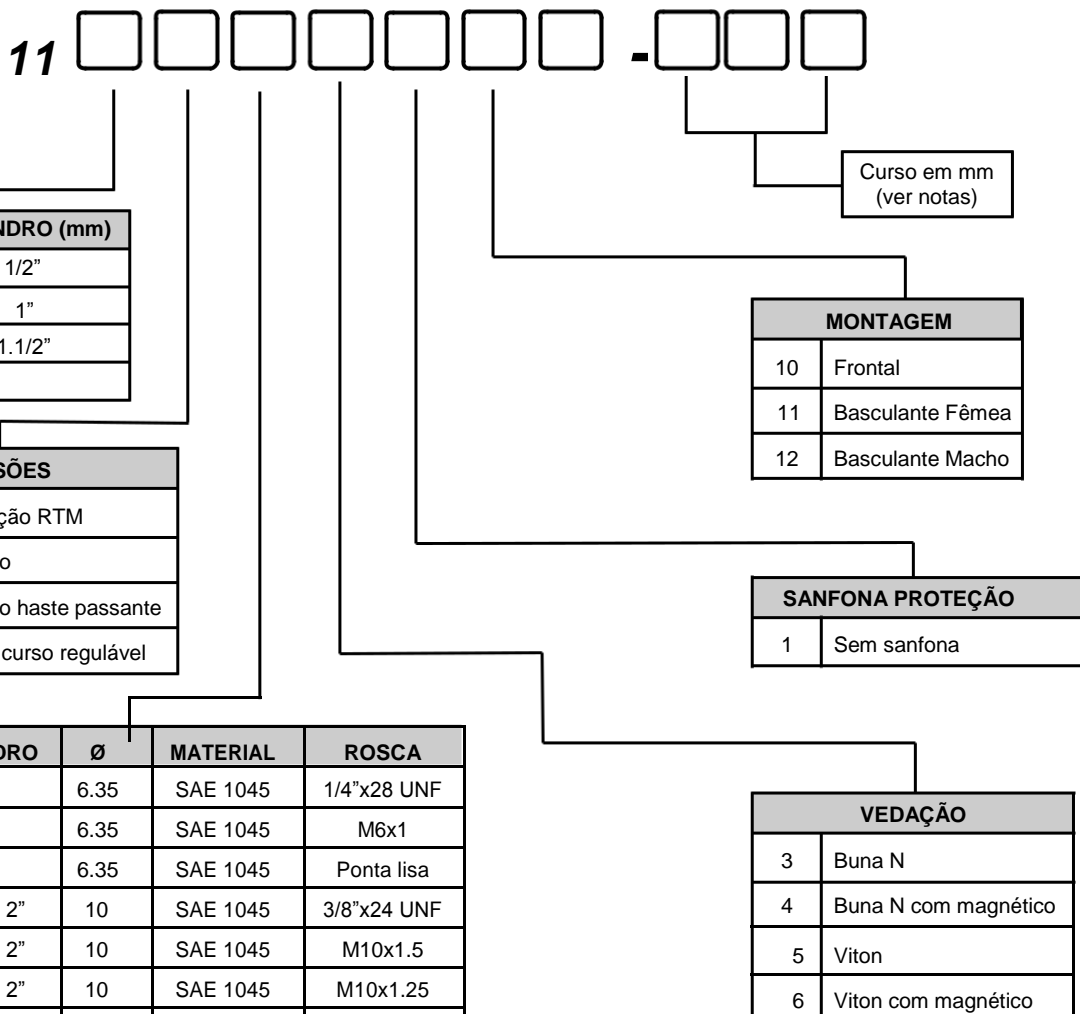 11 -
Curso em mm
(ver notas)
NDRO (mm)
1/2”
1”
1.1/2”
SÕES
ção RTM
o
o haste passante
curso regulável
MONTAGEM
10 Frontal
11 Basculante Fêmea
12 Basculante Macho
SANFONA PROTEÇÃO
1 Sem sanfona
DRO Ø MATERIAL ROSCA
6.35 SAE 1045 1/4”x28 UNF
6.35 SAE 1045 M6x1
6.35 SAE 1045 Ponta lisa
2” 10 SAE 1045 3/8”x24 UNF
2” 10 SAE 1045 M10x1.5
2” 10 SAE 1045 M10x1.25
VEDAÇÃO
3 Buna N
4 Buna N com magnético
5 Viton
6 Viton com magnético